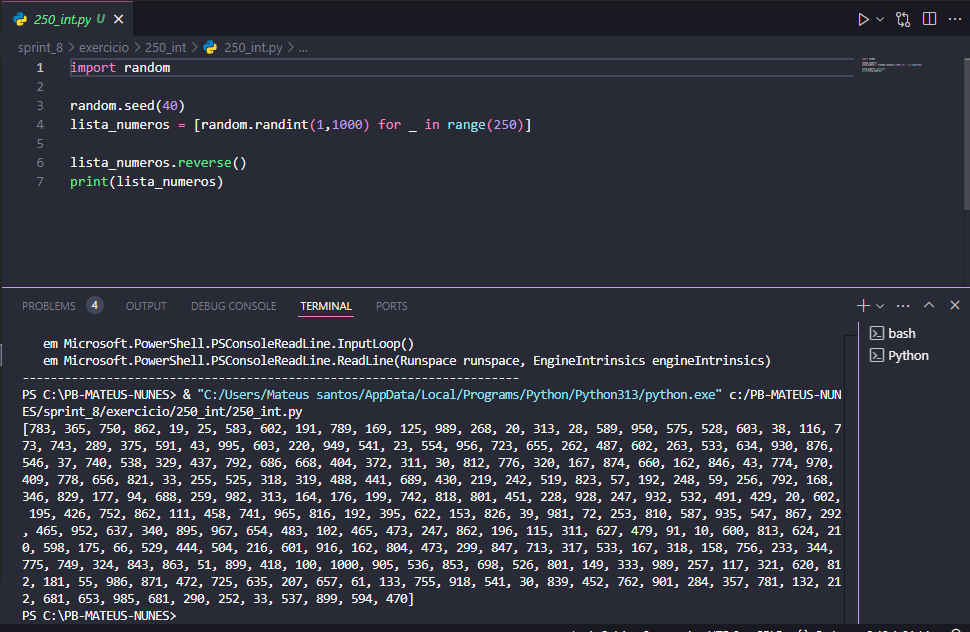 250_int.py U
sprint_8 > exercicio > 250_int > 250_int.py > ...
1 import random
2
3 random.seed(40)
4 lista_numeros = [random.randint(1,1000) for _ in range(250)]
5
6 lista_numeros.reverse()
7 print(lista_numeros)
PROBLEMS 4 OUTPUT DEBUG CONSOLE TERMINAL PORTS
bash
Python
em Microsoft.PowerShell.PSConsoleReadLine.InputLoop()
em Microsoft.PowerShell.PSConsoleReadLine.ReadLine(Runspace runspace, EngineIntrinsics engineIntrinsics)
-----------------------------------------------------------------------
PS C:\PB-MATEUS-NUNES> & "C:/Users/Mateus santos/AppData/Local/Programs/Python/Python313/python.exe" c:/PB-MATEUS-NUN
ES/sprint_8/exercicio/250_int/250_int.py
[783, 365, 750, 862, 19, 25, 583, 602, 191, 789, 169, 125, 989, 268, 20, 313, 28, 589, 950, 575, 528, 603, 38, 116, 7
73, 743, 289, 375, 591, 43, 995, 603, 220, 949, 541, 23, 554, 956, 723, 655, 262, 487, 602, 263, 533, 634, 930, 876,
546, 37, 740, 538, 329, 437, 792, 686, 668, 404, 372, 311, 30, 812, 776, 320, 167, 874, 660, 162, 846, 43, 774, 970,
409, 778, 656, 821, 33, 255, 525, 318, 319, 488, 441, 689, 430, 219, 242, 519, 823, 57, 192, 248, 59, 256, 792, 168,
346, 829, 177, 94, 688, 259, 982, 313, 164, 176, 199, 742, 818, 801, 451, 228, 928, 247, 932, 532, 491, 429, 20, 602,
195, 426, 752, 862, 111, 458, 741, 965, 816, 192, 395, 622, 153, 826, 39, 981, 72, 253, 810, 587, 935, 547, 867, 292
, 465, 952, 637, 340, 895, 967, 654, 483, 102, 465, 473, 247, 862, 196, 115, 311, 627, 479, 91, 10, 600, 813, 624, 21
0, 598, 175, 66, 529, 444, 504, 216, 601, 916, 162, 804, 473, 299, 847, 713, 317, 533, 167, 318, 158, 756, 233, 344,
775, 749, 324, 843, 863, 51, 899, 418, 100, 1000, 905, 536, 853, 698, 526, 801, 149, 333, 989, 257, 117, 321, 620, 81
2, 181, 55, 986, 871, 472, 725, 635, 207, 657, 61, 133, 755, 918, 541, 30, 839, 452, 762, 901, 284, 357, 781, 132, 21
2, 681, 653, 985, 681, 290, 252, 33, 537, 899, 594, 470]
PS C:\PB-MATEUS-NUNES>